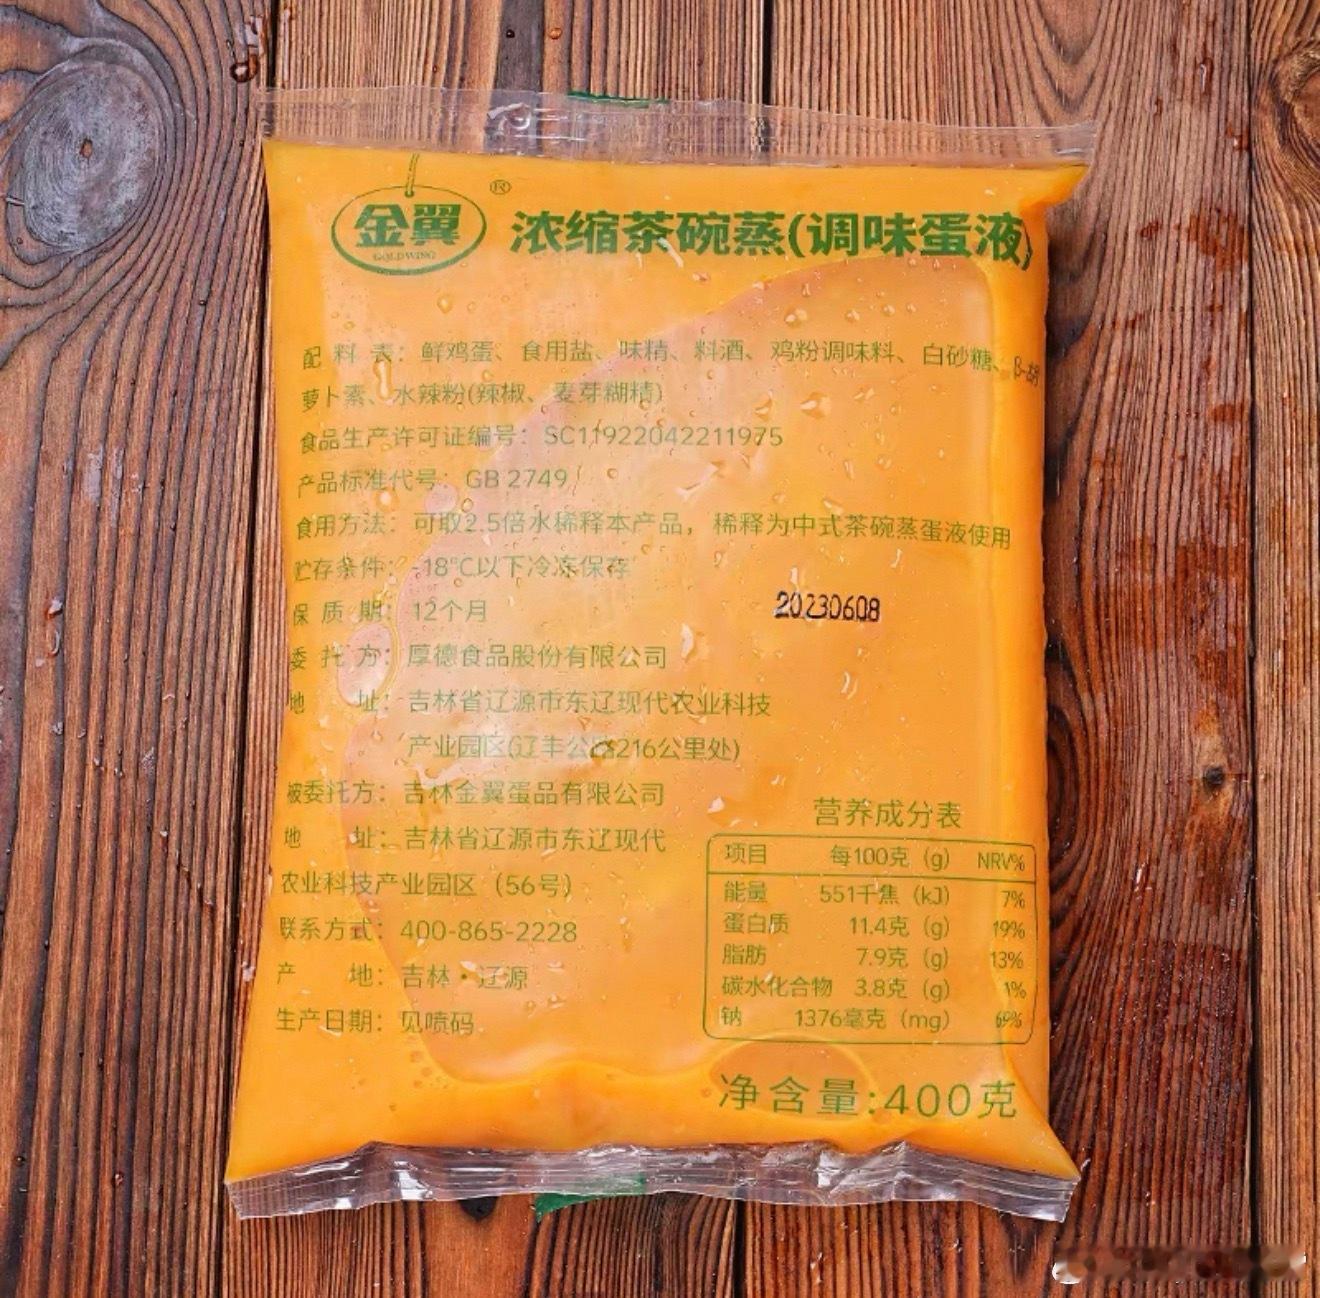 金翼
GOLDWING
®
浓缩茶碗蒸(调味蛋液)
配料表：鲜鸡蛋、食用盐、味精、料酒、鸡粉调味料、白砂糖、β-胡
萝卜素、水辣粉(辣椒、麦芽糊精)
食品生产许可证编号：SC11922042211975
产品标准代号：GB 2749
食用方法：可取2.5倍水稀释本产品，稀释为中式茶碗蒸蛋液使用
贮存条件：-18°C以下冷冻保存
保质期：12个月
20230608
委托方：厚德食品股份有限公司
地址：吉林省辽源市东辽现代农业科技
产业园区(辽丰公路216公里处)
被委托方：吉林金翼蛋品有限公司
地址：吉林省辽源市东辽现代
农业科技产业园区（56号）
联系方式：400-865-2228
产地：吉林·辽源
生产日期：见喷码
营养成分表
项目 每100克（g） NRV%
能量 551千焦（kJ） 7%
蛋白质 11.4克（g） 19%
脂肪 7.9克（g） 13%
碳水化合物 3.8克（g） 1%
钠 1376毫克（mg） 69%
净含量:400克